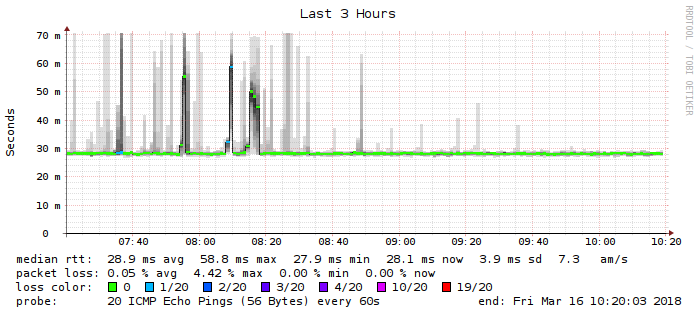 Last 3 Hours
RRDTOOL / TOBI OETIKER
Seconds
70 m
60 m
50 m
40 m
30 m
20 m
10 m
0
07:40 08:00 08:20 08:40 09:00 09:20 09:40 10:00 10:20
median rtt: 28.9 ms avg 58.8 ms max 27.9 ms min 28.1 ms now 3.9 ms sd 7.3 am/s
packet loss: 0.05 % avg 4.42 % max 0.00 % min 0.00 % now
loss color: 0 1/20 2/20 3/20 4/20 10/20 19/20
probe: 20 ICMP Echo Pings (56 Bytes) every 60s end: Fri Mar 16 10:20:03 2018